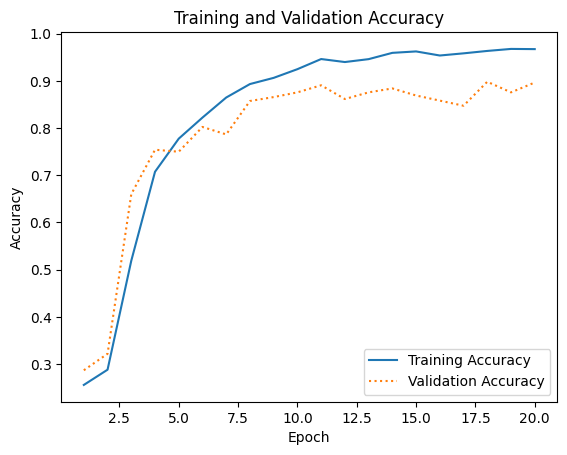 Training and Validation Accuracy
1.0
0.9
0.8
0.7
0.6
0.5
0.4
0.3
Accuracy
Training Accuracy
Validation Accuracy
2.5 5.0 7.5 10.0 12.5 15.0 17.5 20.0
Epoch